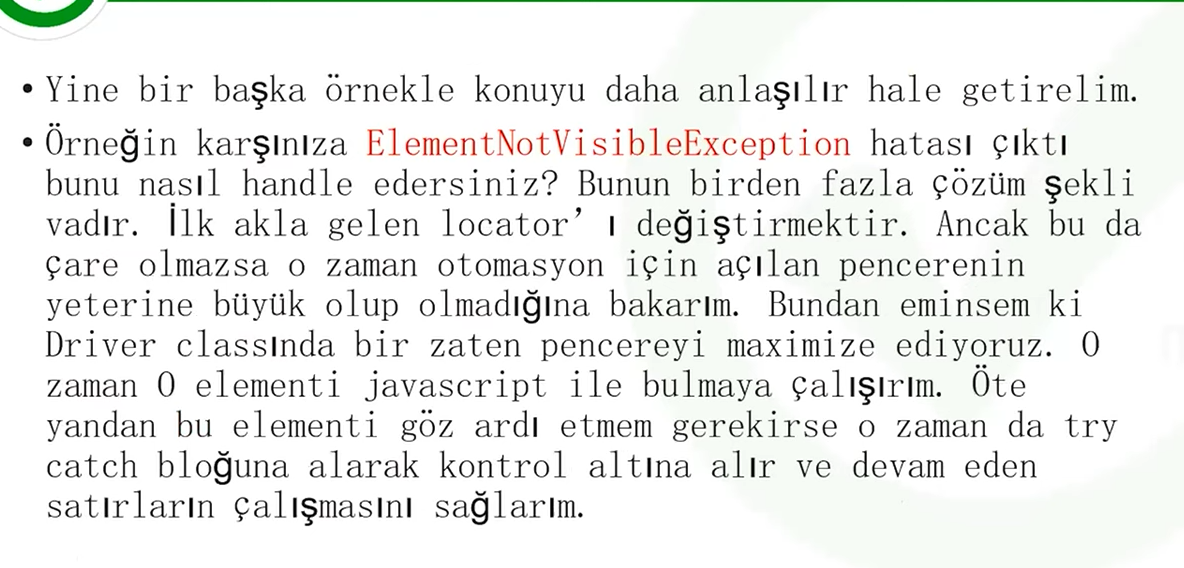 • Yine bir başka örnekle konuyu daha anlaşılır hale getirelim.
• Örneğin karşınıza ElementNotVisibleException hatası çıktı
bunu nasıl handle edersiniz? Bunun birden fazla çözüm şekli
vadır. İlk akla gelen locator’ ı değiştirmektir. Ancak bu da
çare olmazsa o zaman otomasyon için açılan pencerenin
yeterine büyük olup olmadığına bakarım. Bundan eminsem ki
Driver classında bir zaten pencereyi maximize ediyoruz. O
zaman O elementi javascript ile bulmaya çalışırım. Öte
yandan bu elementi göz ardı etmem gerekirse o zaman da try
catch bloğuna alarak kontrol altına alır ve devam eden
satırların çalışmasını sağlarım.